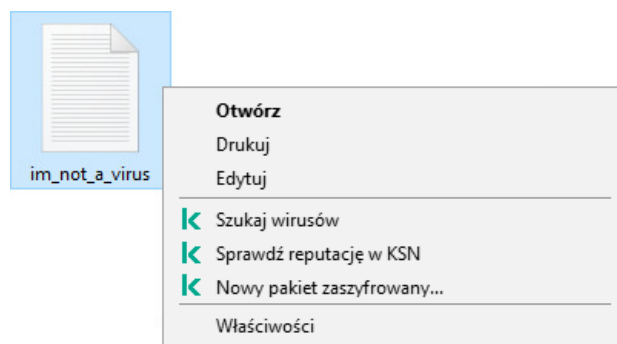 im_not_a_virus
Otwórz
Drukuj
Edytuj
Szukaj wirusów
Sprawdź reputację w KSN
Nowy pakiet zaszyfrowany...
Właściwości